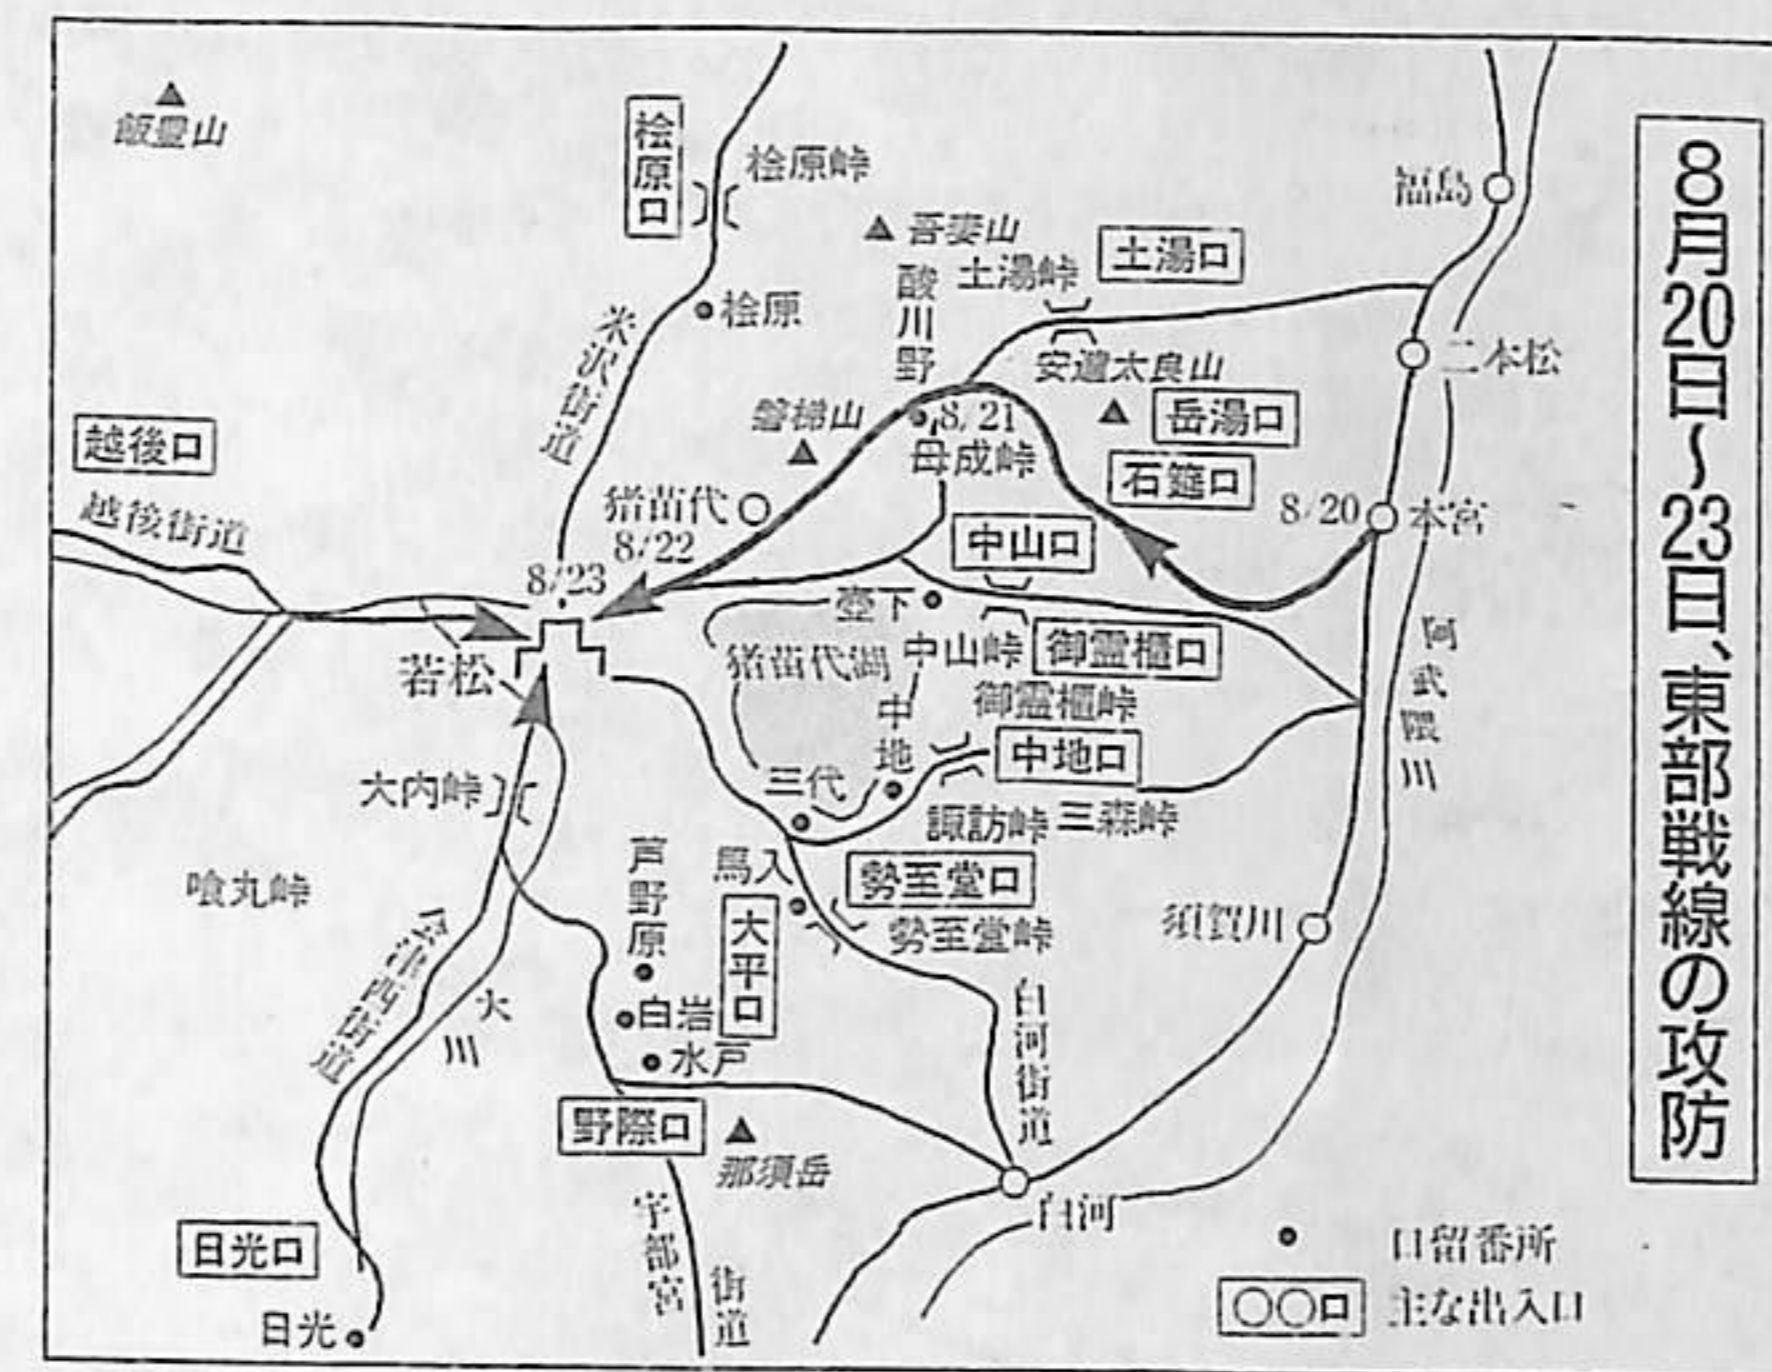 8月20日～23日、東部戦線の攻防
飯豊山
桧原口
桧原峠
吾妻山
土湯峠
土湯口
福島
酸川野
桧原
米沢街道
安達太良山
二本松
磐梯山
8/21
母成峠
岳湯口
石筵口
越後口
越後街道
猪苗代
8/22
8/23
中山口
8/20
本宮
壺下
中山峠
御霊櫃口
御霊櫃峠
猪苗代湖
若松
阿武隈川
中地
中地口
三代
諏訪峠
三森峠
大内峠
喰丸峠
馬入
勢至堂口
勢至堂峠
須賀川
芦野原
大平口
白岩
水戸
会津西街道
大川
白河街道
野際口
那須岳
白河
宇都宮街道
日光口
日光
口留番所
〇〇口
主な出入口